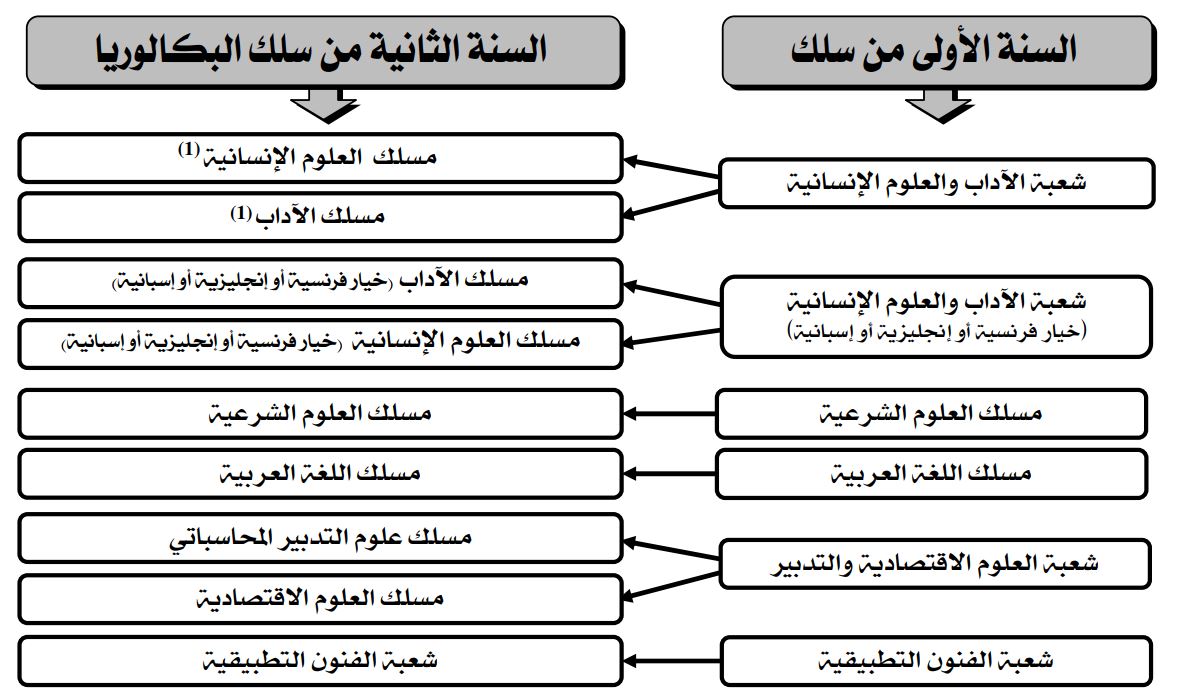 السنة الأولى من سلك
السنة الثانية من سلك البكالوريا
شعبة الآداب والعلوم الإنسانية
مسلك العلوم الإنسانية (1)
مسلك الآداب (1)
شعبة الآداب والعلوم الإنسانية
(خيار فرنسية أو إنجليزية أو إسبانية)
مسلك الآداب (خيار فرنسية أو إنجليزية أو إسبانية)
مسلك العلوم الإنسانية (خيار فرنسية أو إنجليزية أو إسبانية)
مسلك العلوم الشرعية
مسلك العلوم الشرعية
مسلك اللغة العربية
مسلك اللغة العربية
شعبة العلوم الاقتصادية والتدبير
مسلك علوم التدبير المحاسباتي
مسلك العلوم الاقتصادية
شعبة الفنون التطبيقية
شعبة الفنون التطبيقية